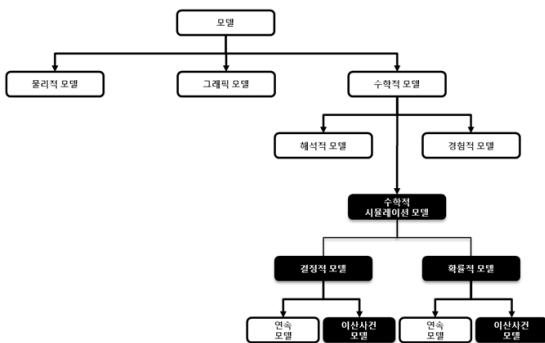 모델
물리적 모델
그래픽 모델
수학적 모델
해석적 모델
경험적 모델
수학적
시뮬레이션 모델
결정적 모델
확률적 모델
연속
모델
이산사건
모델
연속
모델
이산사건
모델